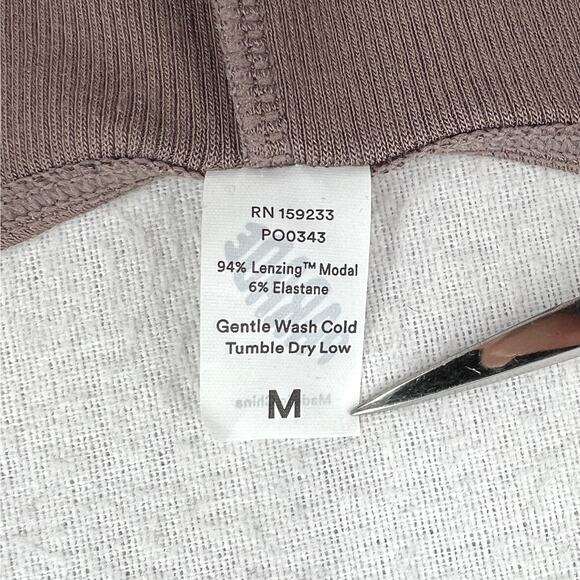 RN 159233
PO0343
94% Lenzing™ Modal
6% Elastane
Gentle Wash Cold
Tumble Dry Low
M